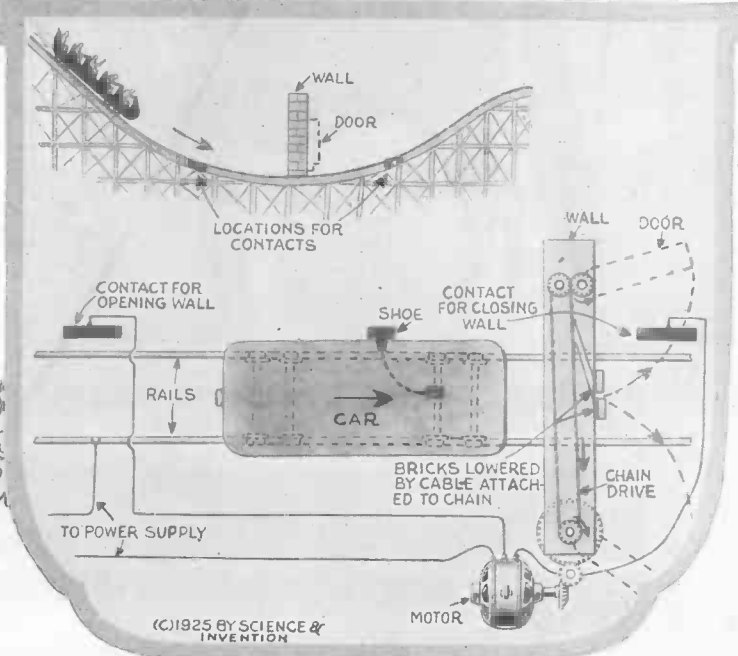 WALL
DOOR
LOCATIONS FOR
CONTACTS
WALL
DOOR
CONTACT FOR
OPENING WALL
SHOE
CONTACT
FOR CLOSING
WALL
RAILS
CAR
BRICKS LOWERED
BY CABLE ATTACH-
ED TO CHAIN
CHAIN
DRIVE
TO POWER SUPPLY
MOTOR
(C)1925 BY SCIENCE &
INVENTION